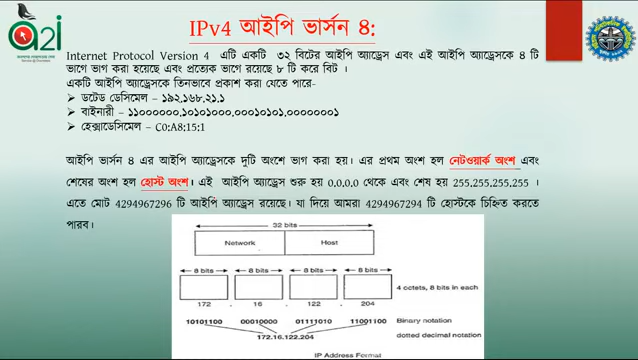 a2i
IPv4 আইপি ভার্সন ৪:
Internet Protocol Version 4 এটি একটি ৩২ বিটের আইপি অ্যাড্রেস এবং এই আইপি অ্যাড্রেসকে ৪ টি
ভাগে ভাগ করা হয়েছে এবং প্রত্যেক ভাগে রয়েছে ৮ টি করে বিট ।
একটি আইপি অ্যাড্রেসকে তিনভাবে প্রকাশ করা যেতে পারে-
✓ ডটেড ডেসিমেল – ১৯২.১৬৮.২১.১
✓ বাইনারী – ১১০০০০০০.১০১০১০০০.০০০১০১০১.০০০০০০০১
✓ হেক্সাডেসিমেল – C0:A8:15:1
আইপি ভার্সন ৪ এর আইপি অ্যাড্রেসকে দুটি অংশে ভাগ করা হয়। এর প্রথম অংশ হল নেটওয়ার্ক অংশ এবং
শেষের অংশ হল হোস্ট অংশ। এই আইপি অ্যাড্রেস শুরু হয় 0.0.0.0 থেকে এবং শেষ হয় 255.255.255.255 ।
এতে মোট 4294967296 টি আইপি অ্যাড্রেস রয়েছে। যা দিয়ে আমরা 4294967294 টি হোস্টকে চিহ্নিত করতে
পারব।
32 bits
Network Host
8 bits 8 bits 8 bits 8 bits
4 octets, 8 bits in each
172 . 16 . 122 . 204
10101100 00010000 01111010 11001100 Binary notation
172.16.122.204 dotted decimal notation
IP Address Format